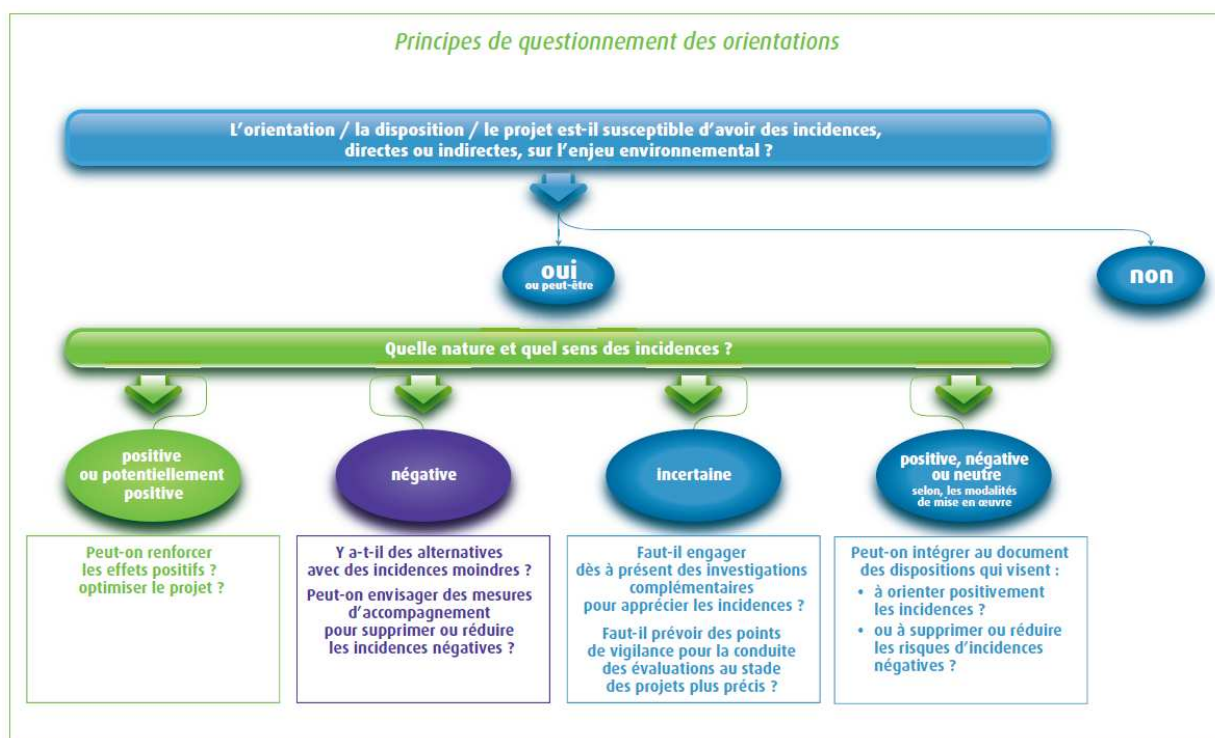 Principes de questionnement des orientations
L'orientation / la disposition / le projet est-il susceptible d'avoir des incidences,
directes ou indirectes, sur l'enjeu environnemental ?
oui
ou peut-être
non
Quelle nature et quel sens des incidences ?
positive
ou potentiellement
positive
négative
incertaine
positive, négative
ou neutre
selon, les modalités
de mise en œuvre
Peut-on renforcer
les effets positifs ?
optimiser le projet ?
Y a-t-il des alternatives
avec des incidences moindres ?
Peut-on envisager des mesures
d'accompagnement
pour supprimer ou réduire
les incidences négatives ?
Faut-il engager
dès à présent des investigations
complémentaires
pour apprécier les incidences ?
Faut-il prévoir des points
de vigilance pour la conduite
des évaluations au stade
des projets plus précis ?
Peut-on intégrer au document
des dispositions qui visent :
• à orienter positivement
les incidences ?
• ou à supprimer ou réduire
les risques d'incidences
négatives ?